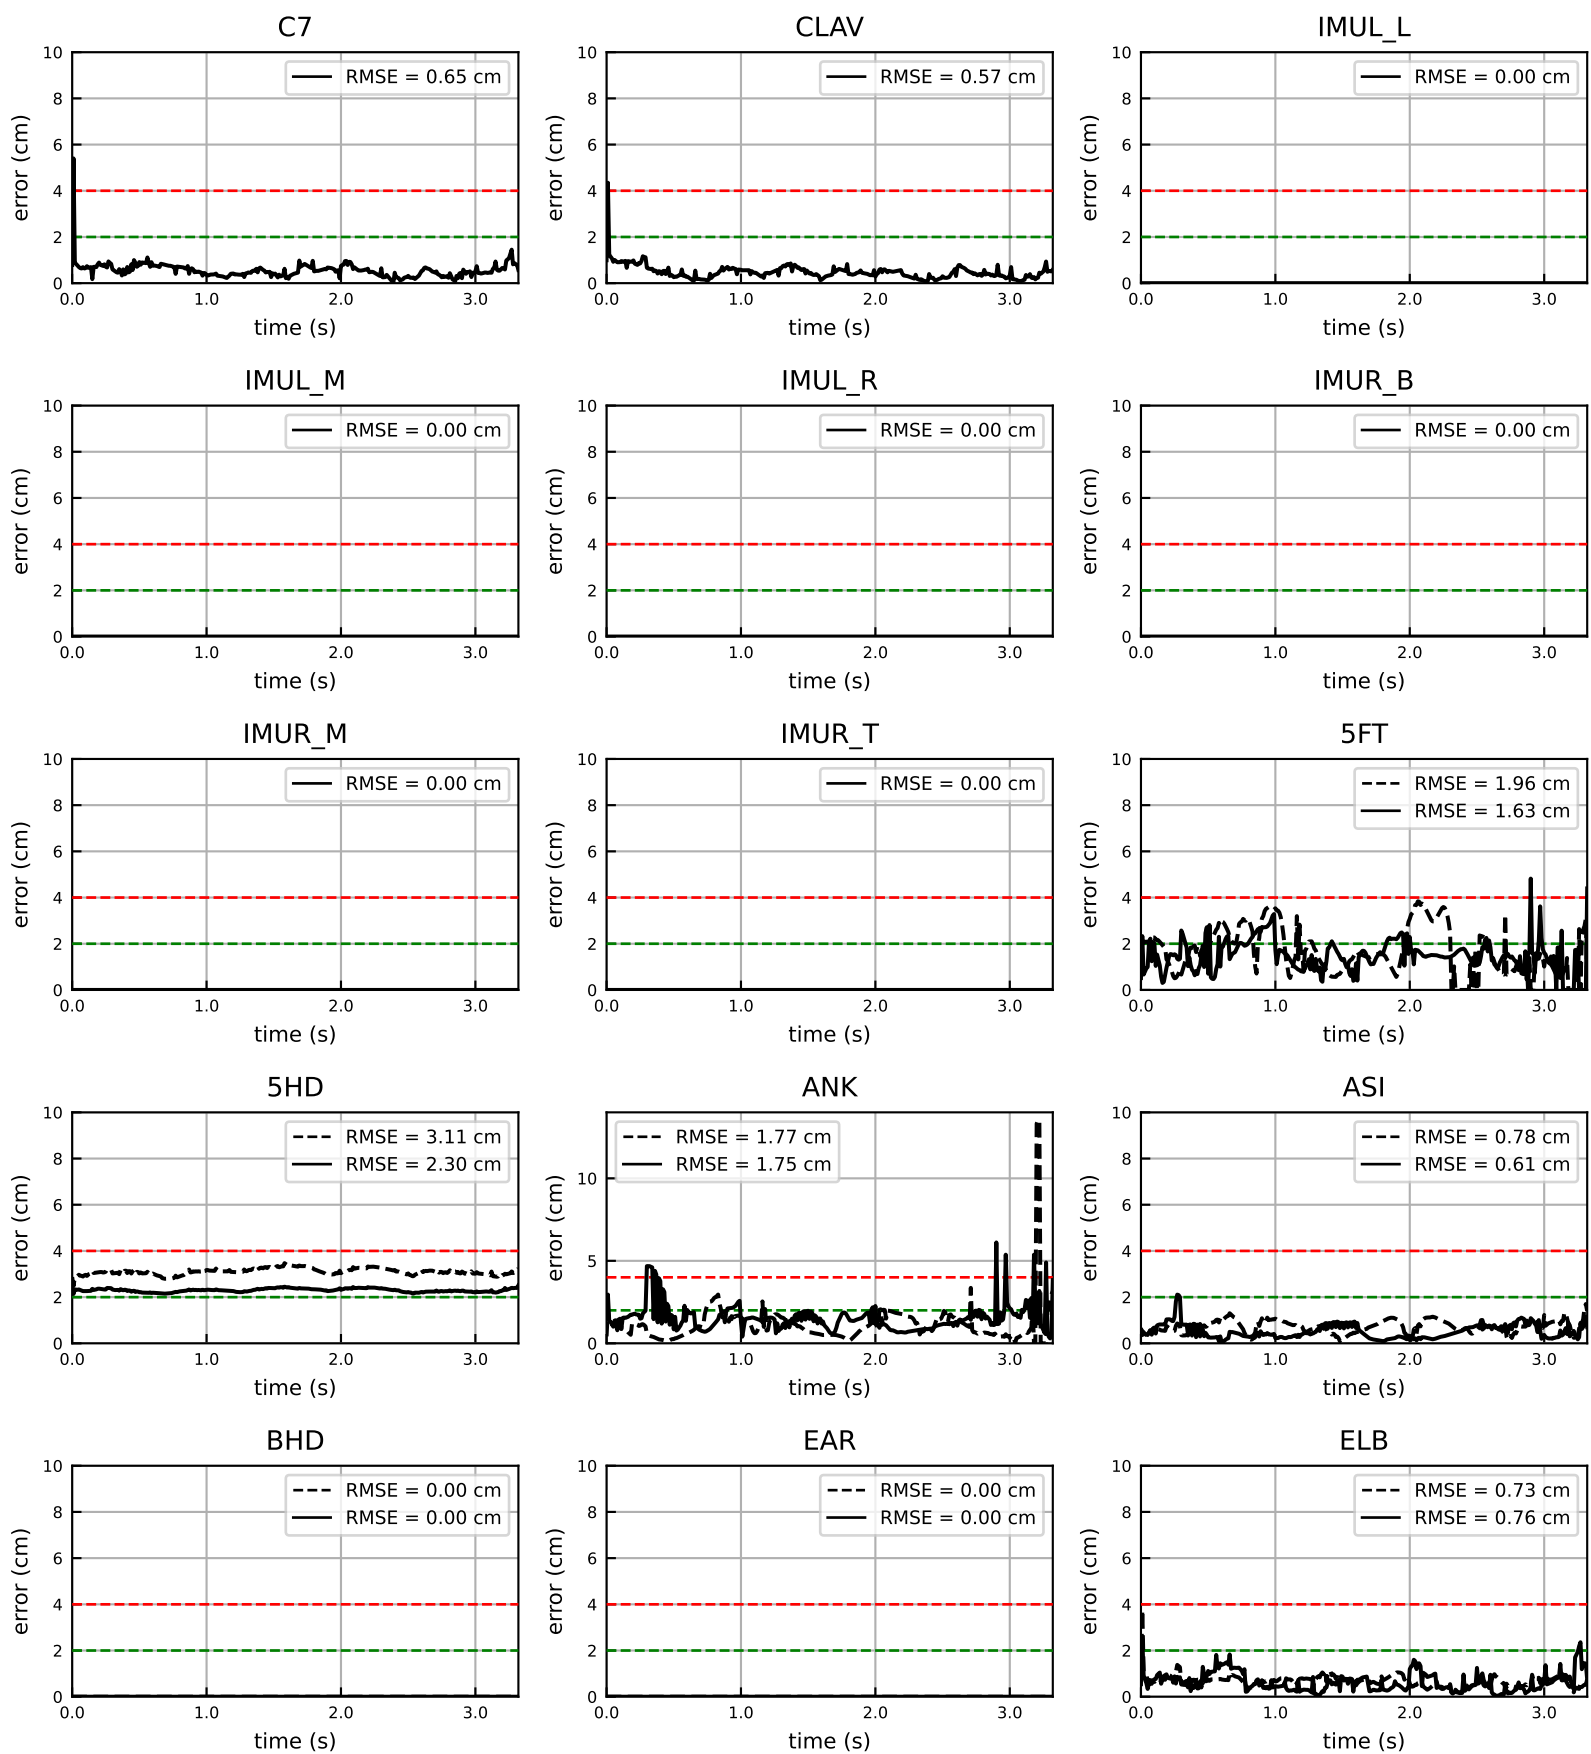 C7
CLAV
IMUL_L
10
8
6
4
2
0
error (cm)
RMSE = 0.65 cm
0.0 1.0 2.0 3.0
time (s)
10
8
6
4
2
0
error (cm)
RMSE = 0.57 cm
0.0 1.0 2.0 3.0
time (s)
10
8
6
4
2
0
error (cm)
RMSE = 0.00 cm
0.0 1.0 2.0 3.0
time (s)
IMUL_M
IMUL_R
IMUR_B
10
8
6
4
2
0
error (cm)
RMSE = 0.00 cm
0.0 1.0 2.0 3.0
time (s)
10
8
6
4
2
0
error (cm)
RMSE = 0.00 cm
0.0 1.0 2.0 3.0
time (s)
10
8
6
4
2
0
error (cm)
RMSE = 0.00 cm
0.0 1.0 2.0 3.0
time (s)
IMUR_M
IMUR_T
5FT
10
8
6
4
2
0
error (cm)
RMSE = 0.00 cm
0.0 1.0 2.0 3.0
time (s)
10
8
6
4
2
0
error (cm)
RMSE = 0.00 cm
0.0 1.0 2.0 3.0
time (s)
10
8
6
4
2
0
error (cm)
RMSE = 1.96 cm
RMSE = 1.63 cm
0.0 1.0 2.0 3.0
time (s)
5HD
ANK
ASI
10
8
6
4
2
0
error (cm)
RMSE = 3.11 cm
RMSE = 2.30 cm
0.0 1.0 2.0 3.0
time (s)
10
5
0
error (cm)
RMSE = 1.77 cm
RMSE = 1.75 cm
0.0 1.0 2.0 3.0
time (s)
10
8
6
4
2
0
error (cm)
RMSE = 0.78 cm
RMSE = 0.61 cm
0.0 1.0 2.0 3.0
time (s)
BHD
EAR
ELB
10
8
6
4
2
0
error (cm)
RMSE = 0.00 cm
RMSE = 0.00 cm
0.0 1.0 2.0 3.0
time (s)
10
8
6
4
2
0
error (cm)
RMSE = 0.00 cm
RMSE = 0.00 cm
0.0 1.0 2.0 3.0
time (s)
10
8
6
4
2
0
error (cm)
RMSE = 0.73 cm
RMSE = 0.76 cm
0.0 1.0 2.0 3.0
time (s)